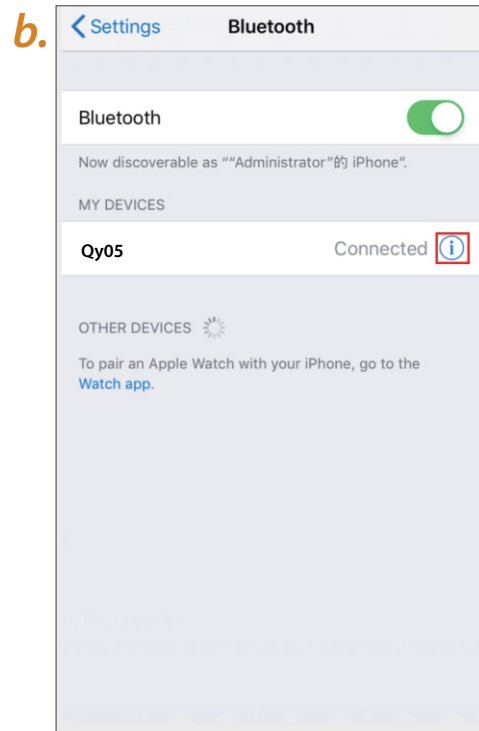 b.
Settings Bluetooth
Bluetooth
Now discoverable as ““Administrator”的 iPhone”.
MY DEVICES
Qy05 Connected i
OTHER DEVICES
To pair an Apple Watch with your iPhone, go to the
Watch app.